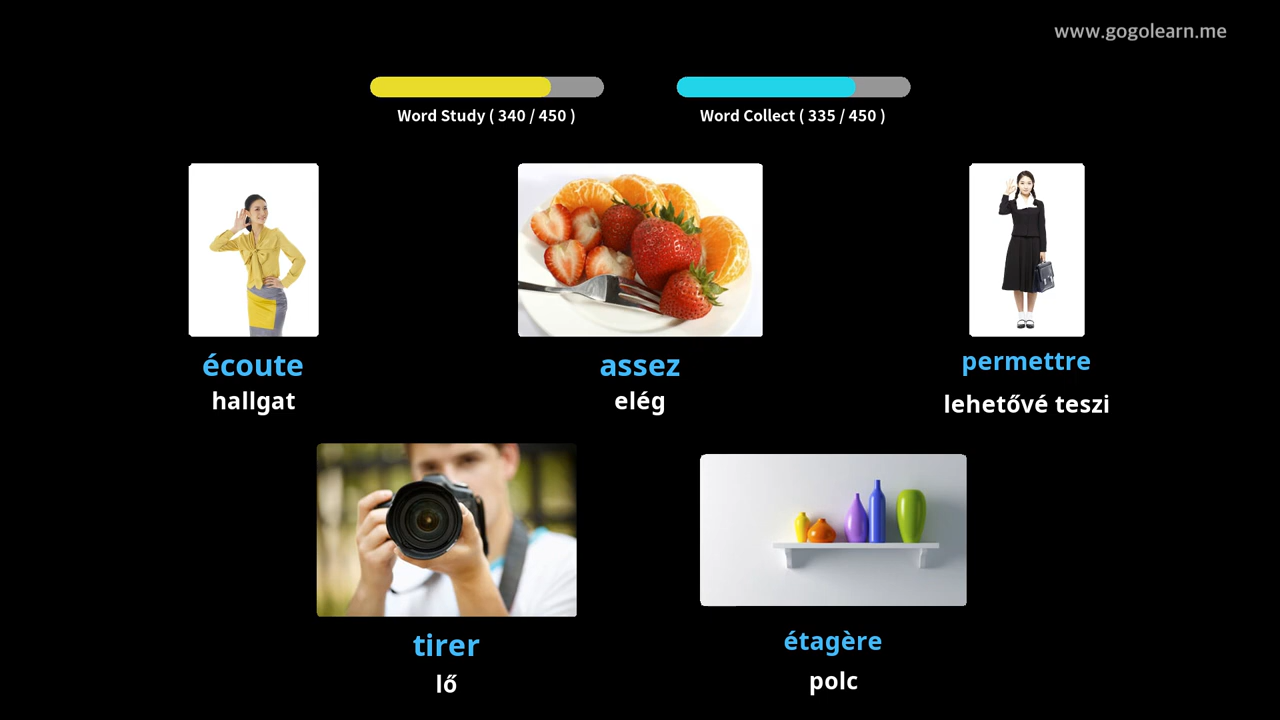 www.gogolearn.me
Word Study ( 340 / 450 )
Word Collect ( 335 / 450 )
écoute
hallgat
assez
elég
permettre
lehetővé teszi
tirer
lő
étagère
polc